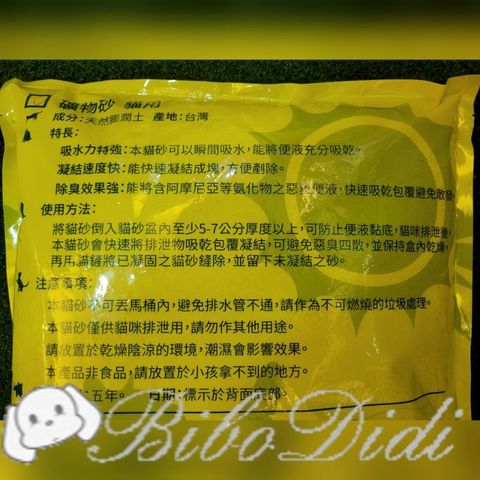 礦物砂 貓用
成分:天然膨潤土 產地:台灣
特長:
吸水力特強:本貓砂可以瞬間吸水,能將便液充分吸乾。
凝結速度快:能快速凝結成塊,方便剷除。
除臭效果強:能將含阿摩尼亞等氨化物之惡臭便液,快速吸乾包覆避免散發
使用方法:
將貓砂倒入貓砂盆內至少5-7公分厚度以上,可防止便液黏底,貓咪排泄後,
本貓砂會快速將排泄物吸乾包覆凝結,可避免惡臭四散,並保持盆內乾燥,
再用貓鏟將已凝固之貓砂鏟除,並留下未凝結之砂。
注意事項:
本貓砂不可丟馬桶內,避免排水管不通,請作為不可燃燒的垃圾處理。
本貓砂僅供貓咪排泄用,請勿作其他用途。
請放置於乾燥陰涼的環境,潮濕會影響效果。
本產品非食品,請放置於小孩拿不到的地方。
:五年。 日期:標示於背面底部
BiboDidi